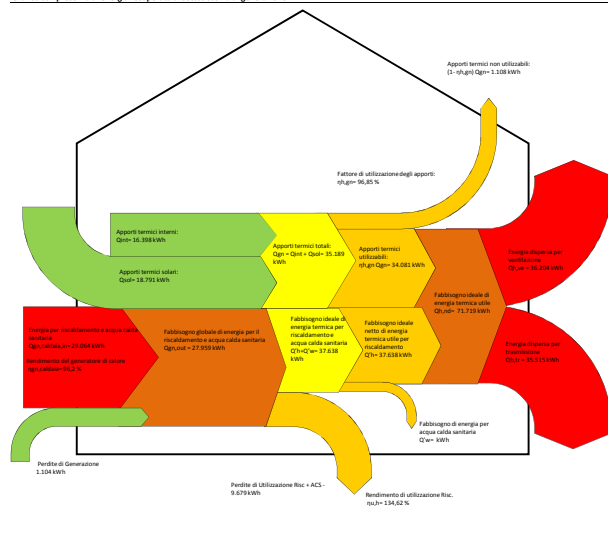 Apporti termici non utilizzabili:
(1- ηh,gn) Qgn= 1.108 kWh
Fattore di utilizzazione degli apporti:
ηh,gn= 96,85 %
Apporti termici interni:
Qint= 16.398 kWh
Apporti termici solari:
Qsol= 18.791 kWh
Apporti termici totali:
Qgn = Qint + Qsol= 35.189
kWh
Apporti termici
utilizzabili:
ηh,gn Qgn= 34.081 kWh
Fabbisogno ideale di
energia termica utile
Qh,nd= 71.719 kWh
Energia dispersa per
ventilazione
Qh,ve = 36.204 kWh
Energia per riscaldamento e acqua calda
sanitaria
Qgn,caldaia,in= 29.064 kWh
Rendimento del generatore di calore
ηgn,caldaia= 96,2 %
Fabbisogno globale di energia per il
riscaldamento e acqua calda sanitaria
Qgn,out = 27.959 kWh
Fabbisogno ideale di
energia termica per
riscaldamento e
acqua calda sanitaria
Q'h+Q'w= 37.638
kWh
Fabbisogno ideale
netto di energia
termica utile per
riscaldamento
Q'h= 37.638 kWh
Energia dispersa per
trasmissione
Qh,tr = 35.515 kWh
Fabbisogno di energia per
acqua calda sanitaria
Q'w= kWh
Perdite di Generazione
1.104 kWh
Perdite di Utilizzazione Risc + ACS -
9.679 kWh
Rendimento di utilizzazione Risc.
ηu,h= 134,62 %